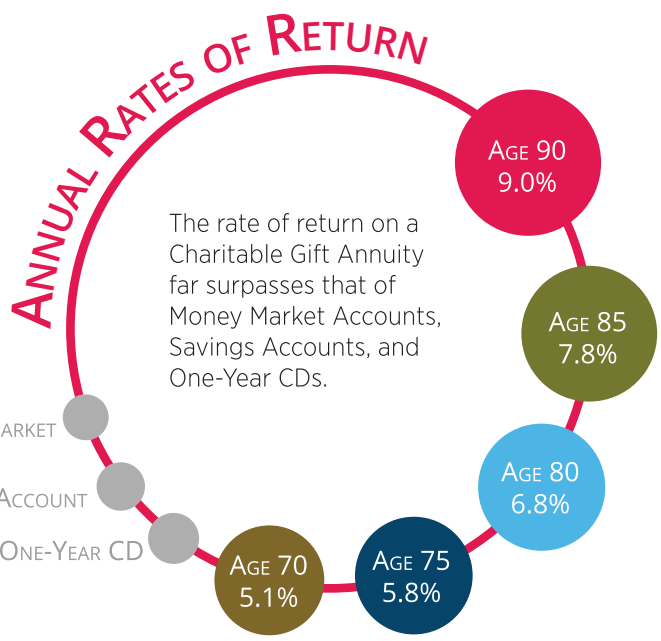 ANNUAL RATES OF RETURN
AGE 90
9.0%
The rate of return on a
Charitable Gift Annuity
far surpasses that of
Money Market Accounts,
Savings Accounts, and
One-Year CDs.
AGE 85
7.8%
AGE 80
6.8%
AGE 75
5.8%
AGE 70
5.1%
ARKET
ACCOUNT
ONE-YEAR CD